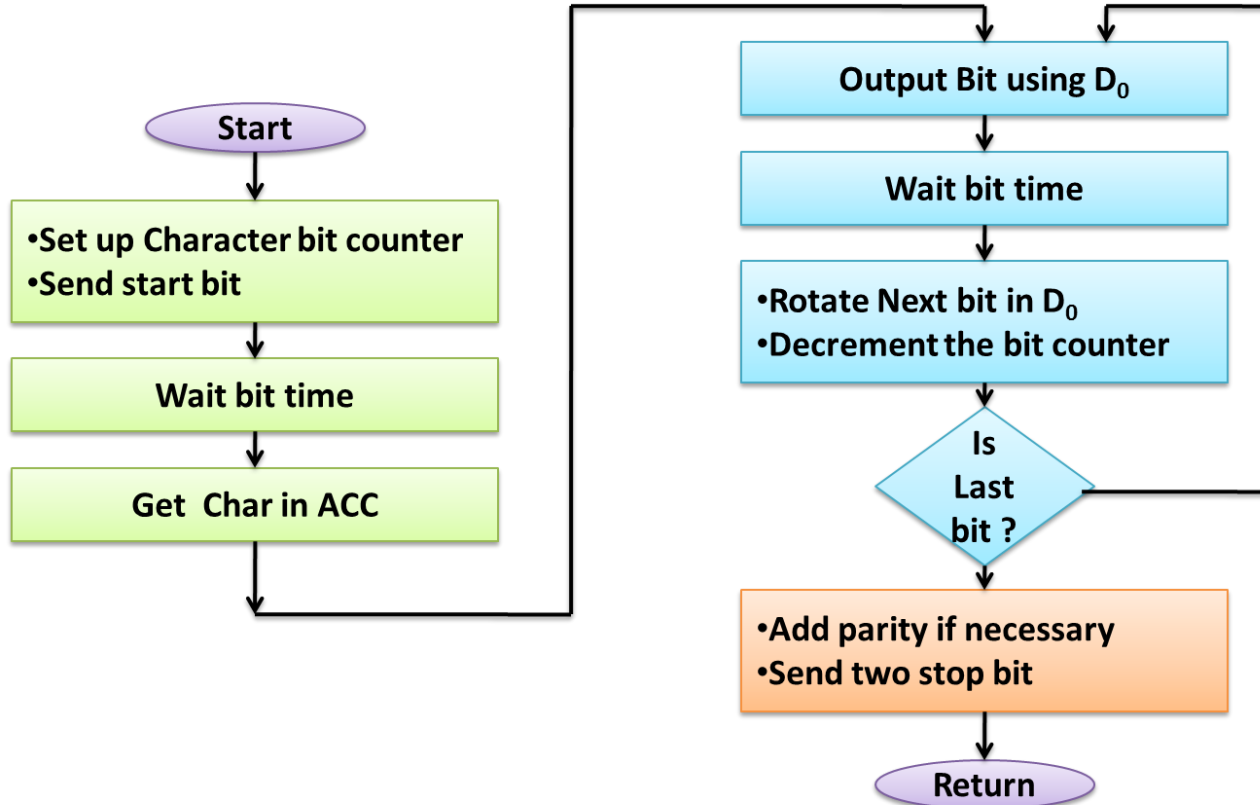 Start
•Set up Character bit counter
•Send start bit
Wait bit time
Get Char in ACC
Output Bit using D₀
Wait bit time
•Rotate Next bit in D₀
•Decrement the bit counter
Is
Last
bit ?
•Add parity if necessary
•Send two stop bit
Return